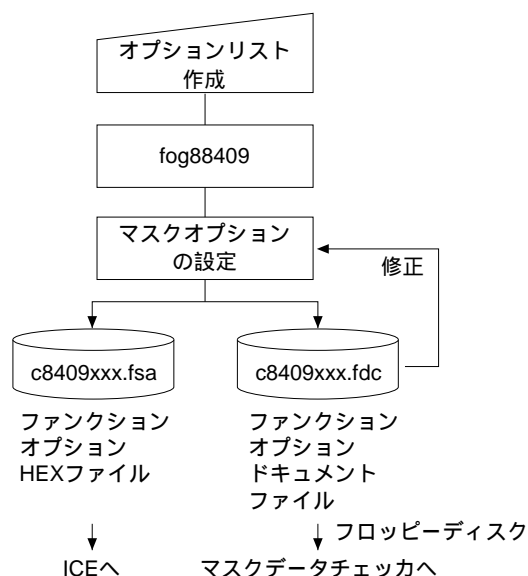 オプションリスト
作成
fog88409
マスクオプション
の設定
修正
c8409xxx.fsa
c8409xxx.fdc
ファンクション
オプション
HEXファイル
ファンクション
オプション
ドキュメント
ファイル
フロッピーディスク
ICEへ
マスクデータチェッカへ